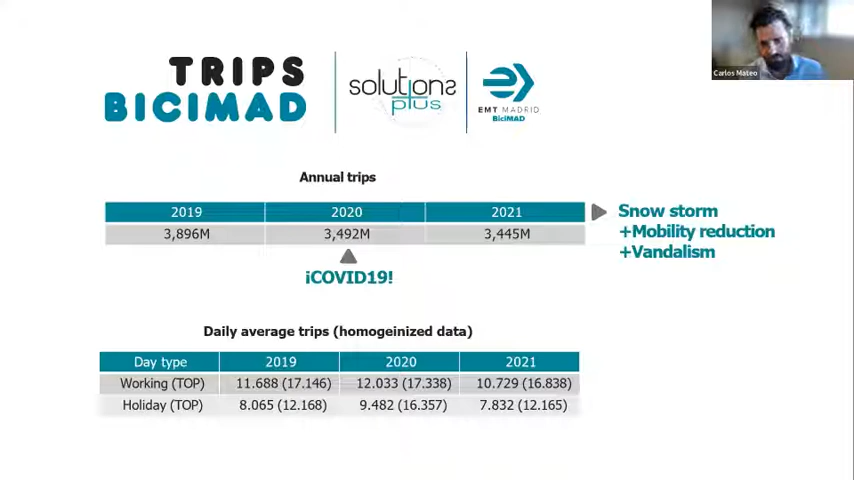 TRIPS
BICIMAD
solutions
plus
EMT MADRID
BiciMAD
Carlos Mateo
Annual trips
2019 2020 2021
3,896M 3,492M 3,445M
Snow storm
+Mobility reduction
+Vandalism
¡COVID19!
Daily average trips (homogeinized data)
Day type 2019 2020 2021
Working (TOP) 11.688 (17.146) 12.033 (17.338) 10.729 (16.838)
Holiday (TOP) 8.065 (12.168) 9.482 (16.357) 7.832 (12.165)